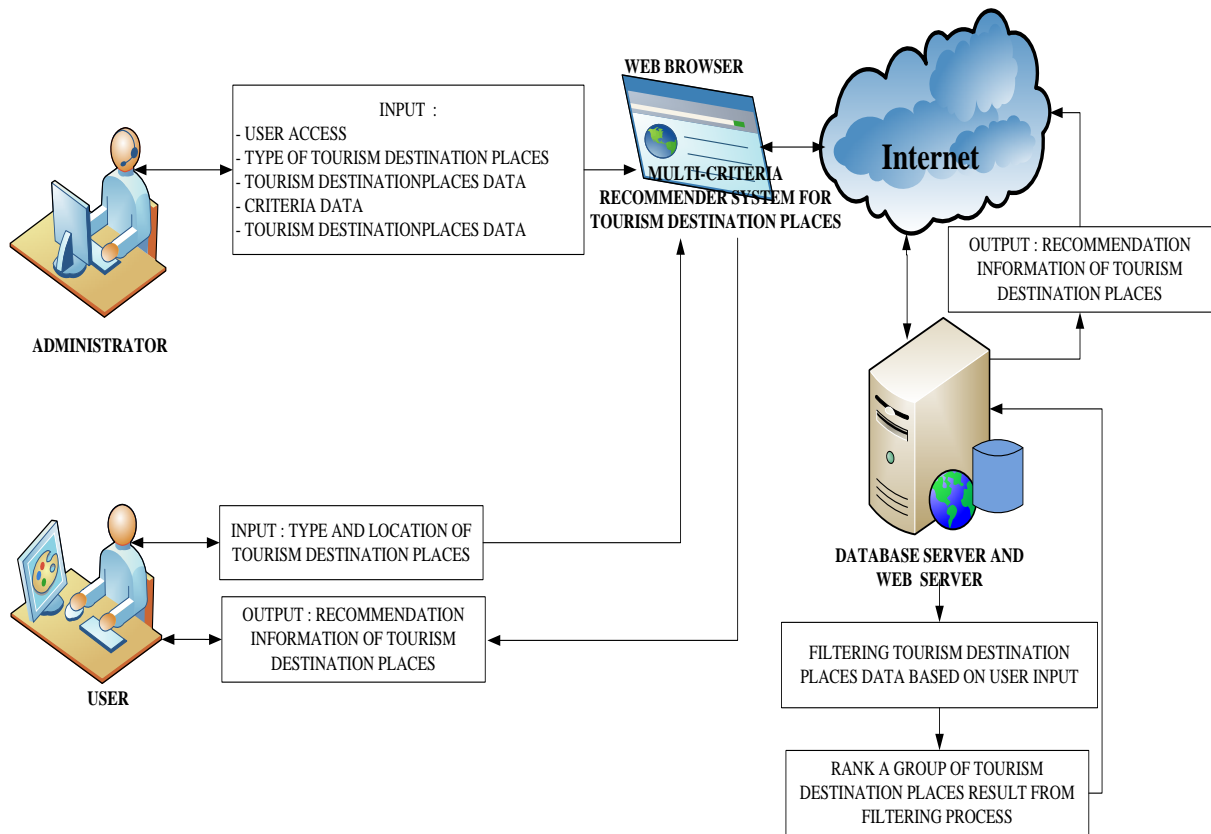 WEB BROWSER
INPUT :
- USER ACCESS
- TYPE OF TOURISM DESTINATION PLACES
- TOURISM DESTINATIONPLACES DATA
- CRITERIA DATA
- TOURISM DESTINATIONPLACES DATA
MULTI-CRITERIA
RECOMMENDER SYSTEM FOR
TOURISM DESTINATION PLACES
Internet
OUTPUT : RECOMMENDATION
INFORMATION OF TOURISM
DESTINATION PLACES
ADMINISTRATOR
INPUT : TYPE AND LOCATION OF
TOURISM DESTINATION PLACES
DATABASE SERVER AND
WEB SERVER
OUTPUT : RECOMMENDATION
INFORMATION OF TOURISM
DESTINATION PLACES
USER
FILTERING TOURISM DESTINATION
PLACES DATA BASED ON USER INPUT
RANK A GROUP OF TOURISM
DESTINATION PLACES RESULT FROM
FILTERING PROCESS